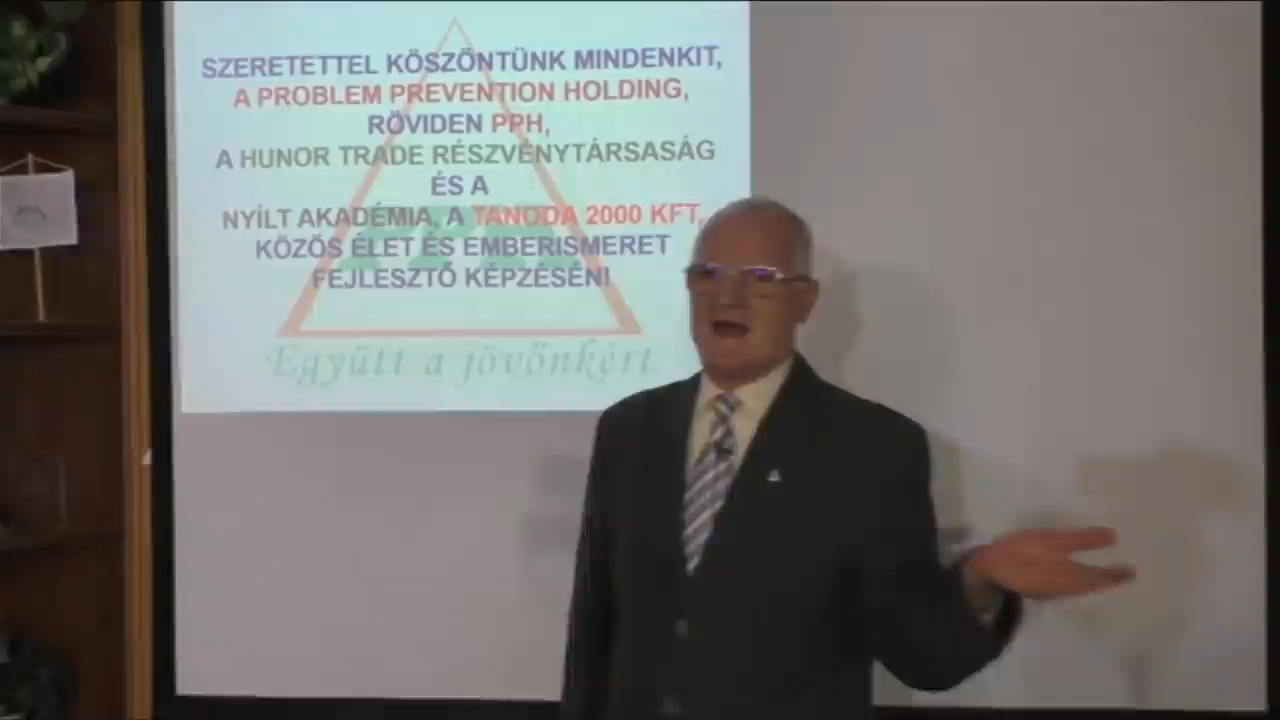 SZERETETTEL KÖSZÖNTÜNK MINDENKIT,
A PROBLEM PREVENTION HOLDING,
RÖVIDEN PPH,
A HUNOR TRADE RÉSZVÉNYTÁRSASÁG
ÉS A
NYÍLT AKADÉMIA, A TANODA 2000 KFT,
KÖZÖS ÉLET ÉS EMBERISMERET
FEJLESZTŐ KÉPZÉSÉN!
Együtt a jövőnkért